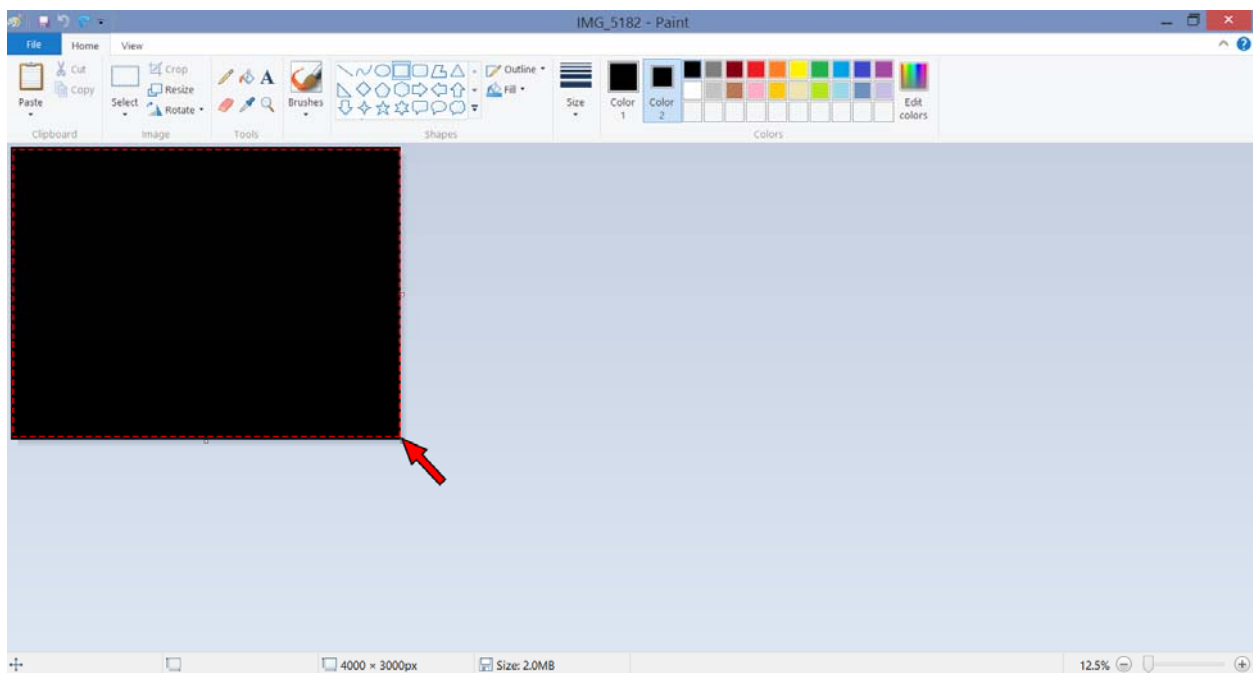 IMG_5182 - Paint
File Home View
Paste
Cut
Copy
Clipboard
Select
Crop
Resize
Rotate
Image
A
Tools
Brushes
Shapes
Outline
Fill
Size
Color 1
Color 2
Colors
Edit colors
4000 × 3000px
Size: 2.0MB
12.5%